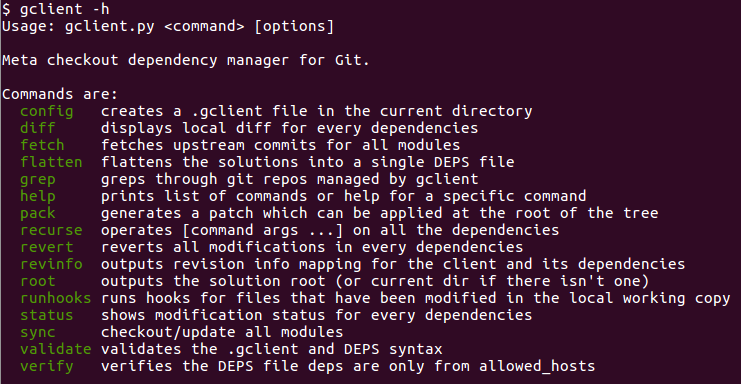 $ gclient -h
Usage: gclient.py <command> [options]

Meta checkout dependency manager for Git.

Commands are:
  config   creates a .gclient file in the current directory
  diff     displays local diff for every dependencies
  fetch    fetches upstream commits for all modules
  flatten  flattens the solutions into a single DEPS file
  grep     greps through git repos managed by gclient
  help     prints list of commands or help for a specific command
  pack     generates a patch which can be applied at the root of the tree
  recurse  operates [command args ...] on all the dependencies
  revert   reverts all modifications in every dependencies
  revinfo  outputs revision info mapping for the client and its dependencies
  root     outputs the solution root (or current dir if there isn't one)
  runhooks runs hooks for files that have been modified in the local working copy
  status   shows modification status for every dependencies
  sync     checkout/update all modules
  validate validates the .gclient and DEPS syntax
  verify   verifies the DEPS file deps are only from allowed_hosts